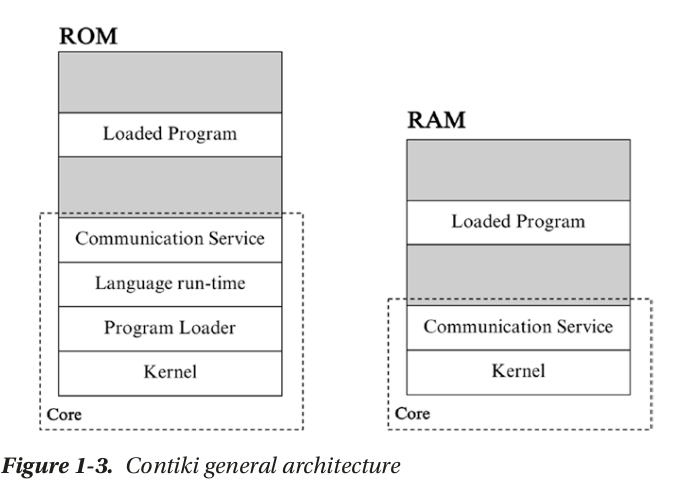 ROM
Loaded Program
Communication Service
Language run-time
Program Loader
Kernel
Core
RAM
Loaded Program
Communication Service
Kernel
Core
Figure 1-3. Contiki general architecture